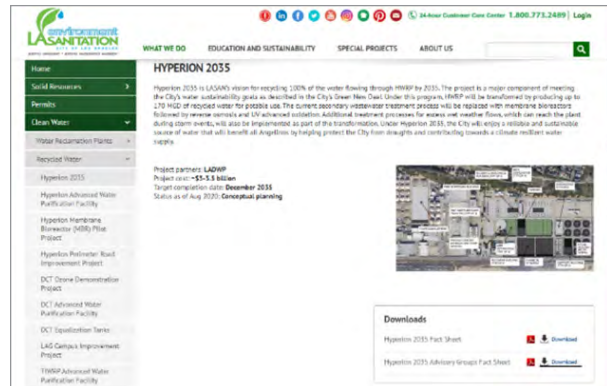 environment
LASANITATION
CITY OF LOS ANGELES
24-hour Customer Care Center 1.800.773.2489 | Login
WHAT WE DO EDUCATION AND SUSTAINABILITY SPECIAL PROJECTS ABOUT US
Home
Solid Resources
Permits
Clean Water
Water Reclamation Plants
Recycled Water
Hyperion 2035
Hyperion Advanced Water
Purification Facility
Hyperion Membrane
Bioreactor (MBR) Pilot
Project
Hyperion Perimeter Road
Improvement Project
DCT Ozone Demonstration
Project
DCT Advanced Water
Purification Facility
DCT Equalization Tanks
LAG Campus Improvement
Project
TIWRP Advanced Water
Purification Facility
HYPERION 2035
Hyperion 2035 is LASAN's vision for recycling 100% of the water flowing through HWRP by 2035. The project is a major component of meeting
the City's water sustainability goals as described in the City's Green New Deal. Under this program, HWRP will be transformed by producing up to
170 MGD of recycled water for potable use. The current secondary wastewater treatment process will be replaced with membrane bioreactors
followed by reverse osmosis and UV advanced oxidation. Additional treatment processes for excess wet weather flows, which can reach the plant
during storm events, will also be implemented as part of the transformation. Under Hyperion 2035, the City will enjoy a reliable and sustainable
source of water that will benefit all Angelinos by helping protect the City from droughts and contributing towards a climate resilient water
supply.
Project partners: LADWP
Project cost: billion
Target completion date: December 2035
Status as of Aug 2020: Conceptual planning
Downloads
Hyperion 2035 Fact Sheet Download
Hyperion 2035 Advisory Groups Fact Sheet Download